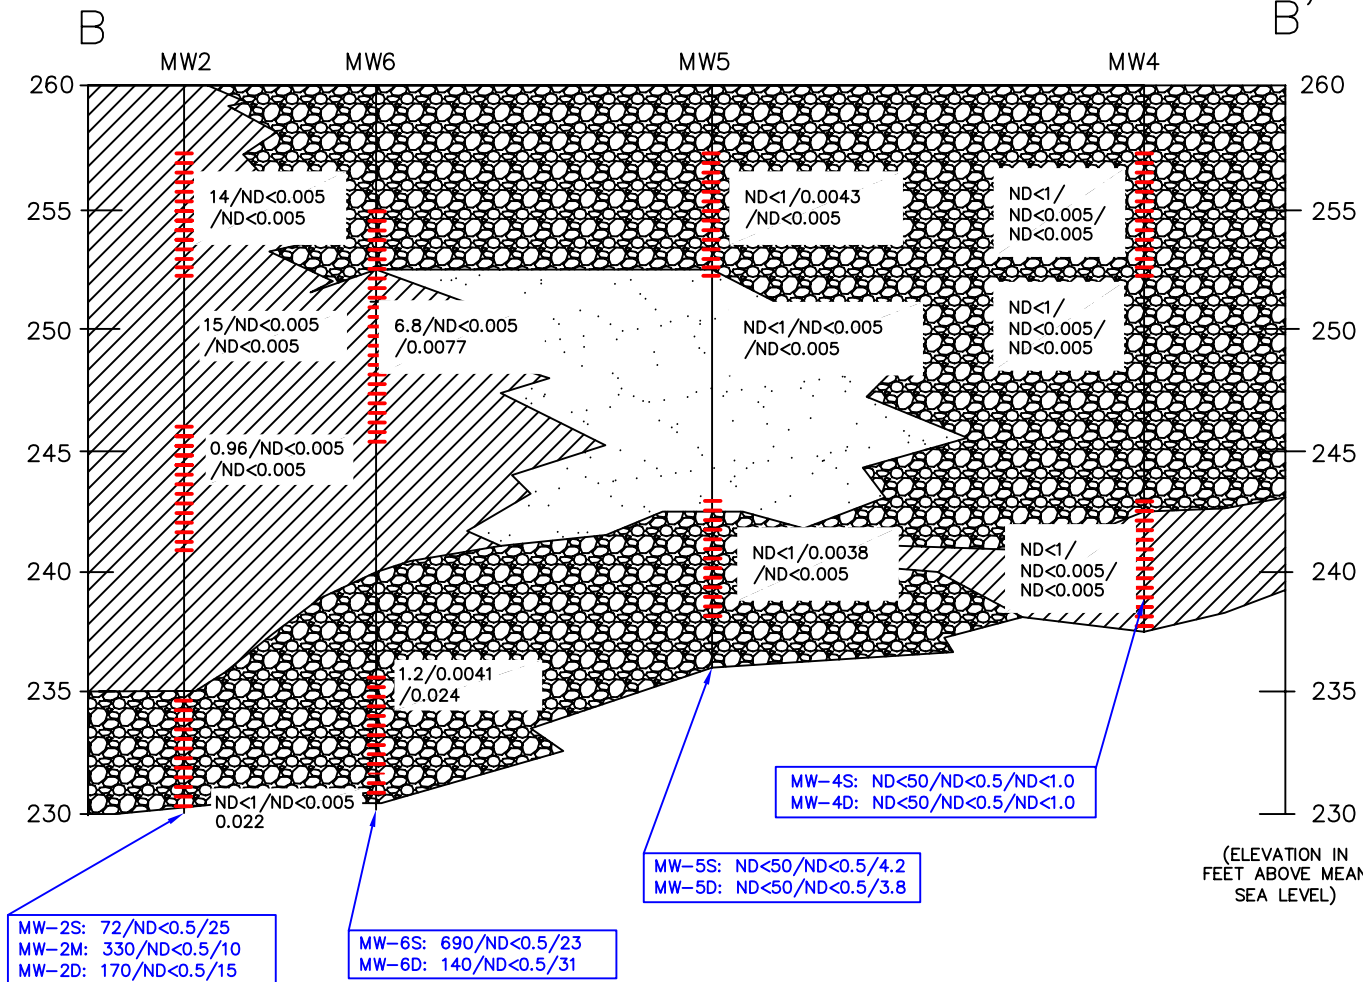 B
B'
MW2
MW6
MW5
MW4
260
260
14/ND<0.005
/ND<0.005
ND<1/0.0043
/ND<0.005
ND<1/
ND<0.005/
ND<0.005
255
255
15/ND<0.005
/ND<0.005
6.8/ND<0.005
/0.0077
ND<1/ND<0.005
/ND<0.005
ND<1/
ND<0.005/
ND<0.005
250
250
0.96/ND<0.005
/ND<0.005
245
245
ND<1/0.0038
/ND<0.005
ND<1/
ND<0.005/
ND<0.005
240
240
1.2/0.0041
/0.024
235
235
ND<1/ND<0.005
0.022
230
230
MW-4S: ND<50/ND<0.5/ND<1.0
MW-4D: ND<50/ND<0.5/ND<1.0
(ELEVATION IN
FEET ABOVE MEAN
SEA LEVEL)
MW-5S: ND<50/ND<0.5/4.2
MW-5D: ND<50/ND<0.5/3.8
MW-2S: 72/ND<0.5/25
MW-2M: 330/ND<0.5/10
MW-2D: 170/ND<0.5/15
MW-6S: 690/ND<0.5/23
MW-6D: 140/ND<0.5/31